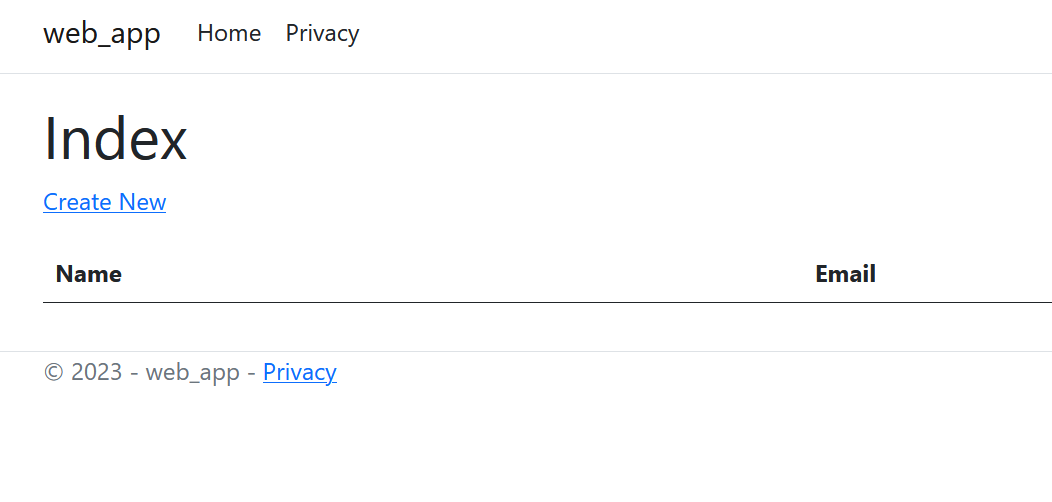 web_app Home Privacy
Index
Create New
Name Email
© 2023 - web_app - Privacy